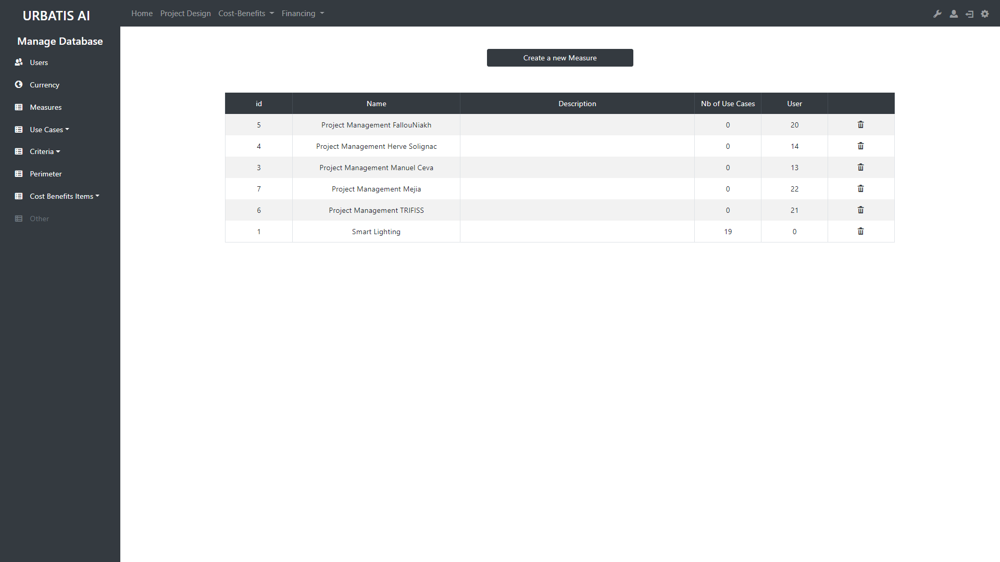 URBATIS AI
Home Project Design Cost-Benefits Financing
Manage Database
Users
Currency
Measures
Use Cases
Criteria
Perimeter
Cost Benefits Items
Other
Create a new Measure
id Name Description Nb of Use Cases User
5 Project Management FallouNiakh 0 20
4 Project Management Herve Solignac 0 14
3 Project Management Manuel Ceva 0 13
7 Project Management Mejia 0 22
6 Project Management TRIFISS 0 21
1 Smart Lighting 19 0